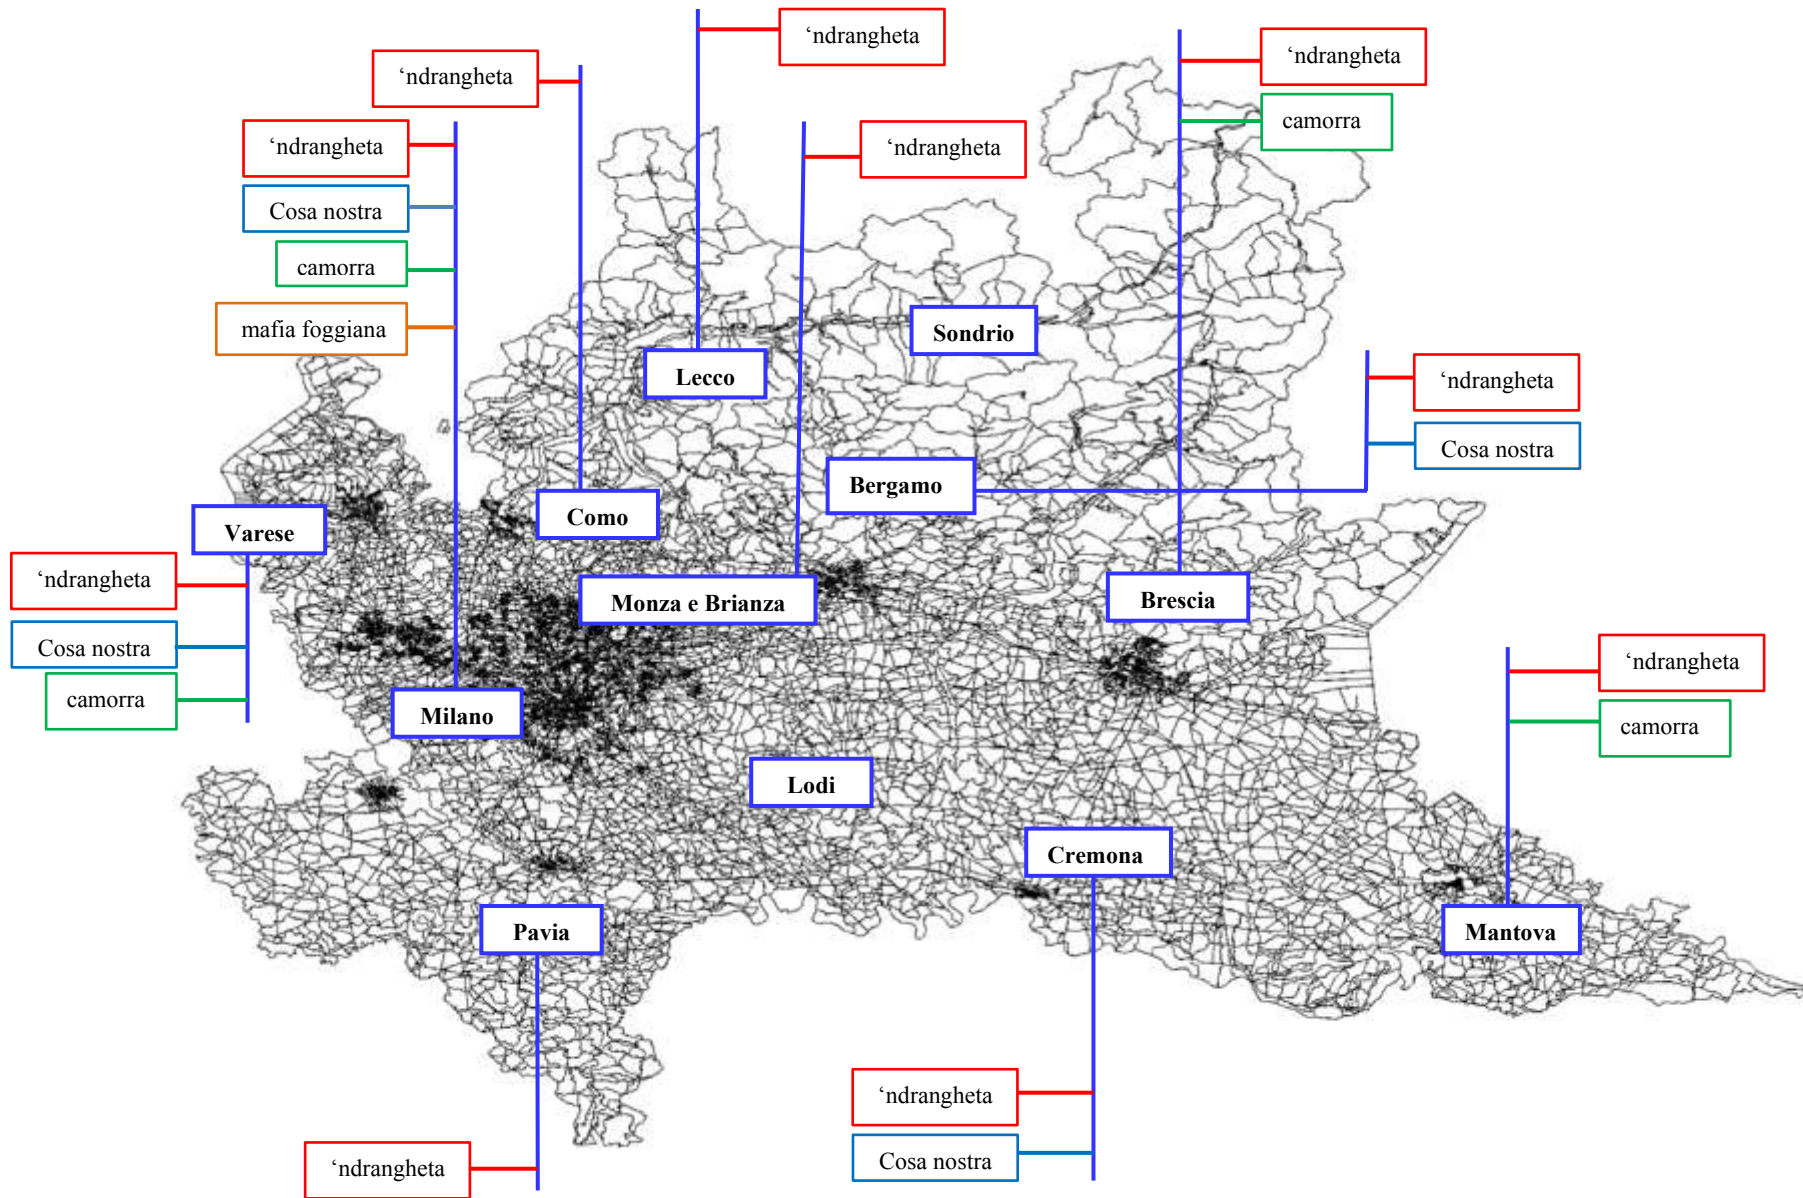 ‘ndrangheta
‘ndrangheta
‘ndrangheta
camorra
‘ndrangheta
‘ndrangheta
Cosa nostra
camorra
mafia foggiana
Sondrio
Lecco
‘ndrangheta
Cosa nostra
Bergamo
Como
Varese
‘ndrangheta
Cosa nostra
camorra
Monza e Brianza
Brescia
Milano
‘ndrangheta
camorra
Lodi
Cremona
Pavia
Mantova
‘ndrangheta
Cosa nostra
‘ndrangheta